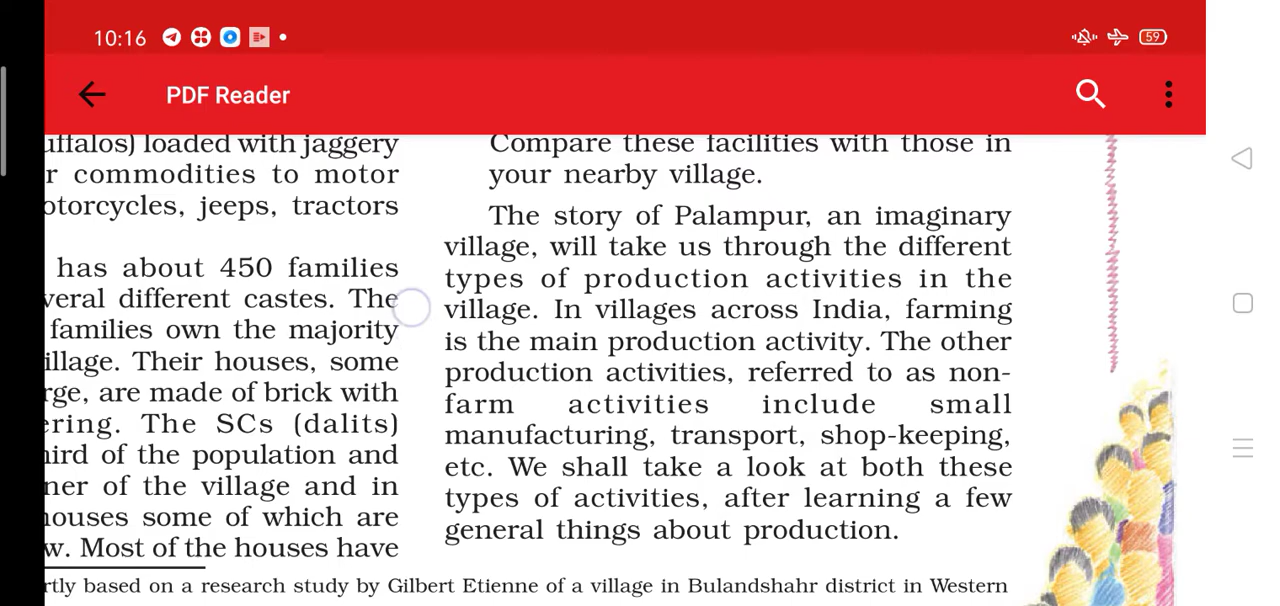 10:16
59
PDF Reader
uffalos) loaded with jaggery
r commodities to motor
otorcycles, jeeps, tractors
has about 450 families
veral different castes. The
families own the majority
illage. Their houses, some
rge, are made of brick with
ering. The SCs (dalits)
hird of the population and
ner of the village and in
houses some of which are
w. Most of the houses have
Compare these facilities with those in
your nearby village.
The story of Palampur, an imaginary
village, will take us through the different
types of production activities in the
village. In villages across India, farming
is the main production activity. The other
production activities, referred to as non-
farm activities include small
manufacturing, transport, shop-keeping,
etc. We shall take a look at both these
types of activities, after learning a few
general things about production.
rtly based on a research study by Gilbert Etienne of a village in Bulandshahr district in Western